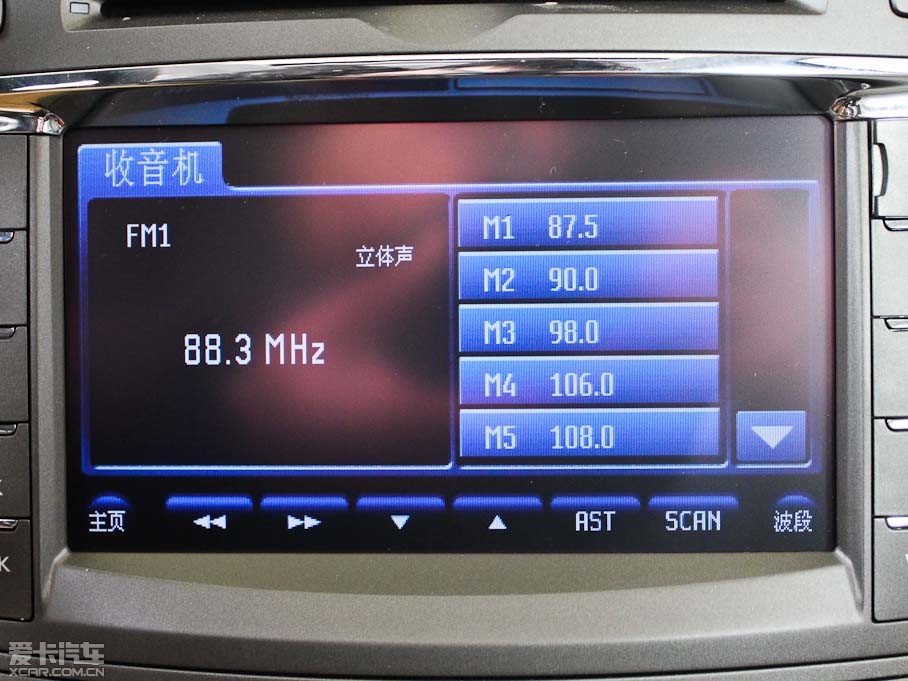 收音机
FM1
立体声
88.3 MHz
M1 87.5
M2 90.0
M3 98.0
M4 106.0
M5 108.0
主页 AST SCAN 波段
K
K
爱卡汽车
XCAR.COM.CN